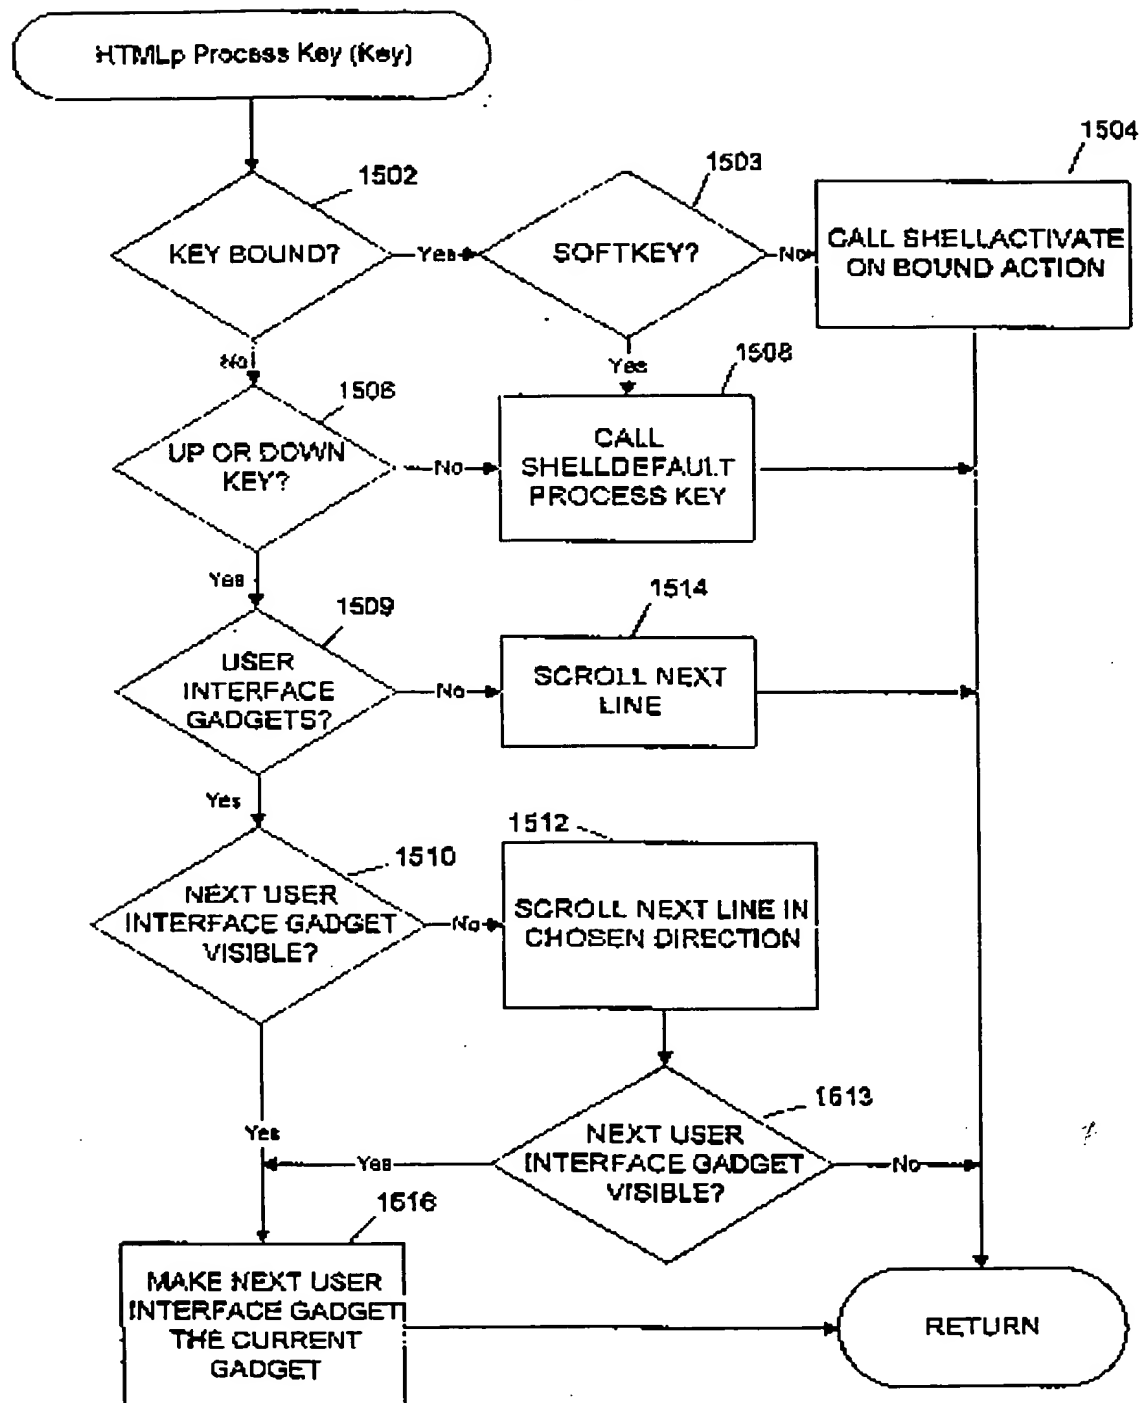 HTMLp Process Key (Key)
1502
KEY BOUND?
Yes
1503
SOFTKEY?
No
1504
CALL SHELLACTIVATE
ON BOUND ACTION
No
Yes
1506
UP OR DOWN
KEY?
No
1508
CALL
SHELLDEFAULT
PROCESS KEY
Yes
1509
USER
INTERFACE
GADGETS?
No
1514
SCROLL NEXT
LINE
Yes
1510
NEXT USER
INTERFACE GADGET
VISIBLE?
No
1512
SCROLL NEXT LINE IN
CHOSEN DIRECTION
Yes
1513
NEXT USER
INTERFACE GADGET
VISIBLE?
Yes
No
1516
MAKE NEXT USER
INTERFACE GADGET
THE CURRENT
GADGET
RETURN